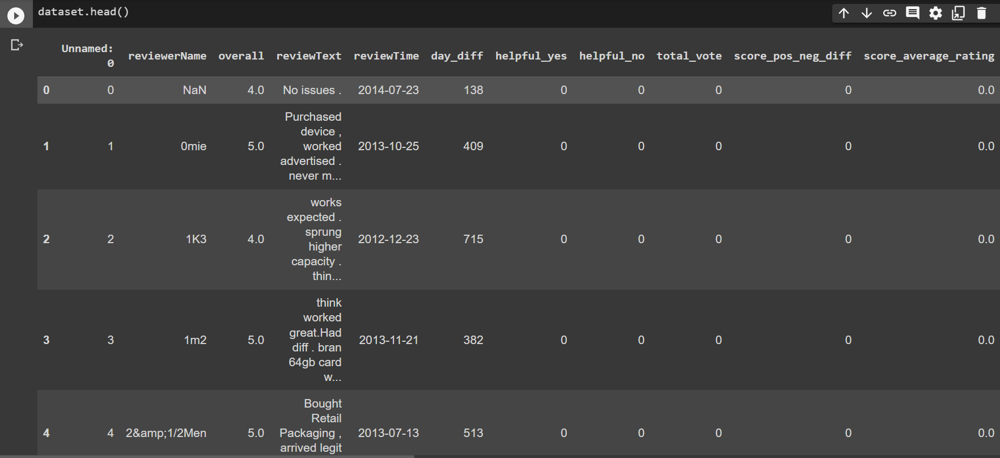 dataset.head()
Unnamed: 0 reviewerName overall reviewText reviewTime day_diff helpful_yes helpful_no total_vote score_pos_neg_diff score_average_rating
0 0 NaN 4.0 No issues . 2014-07-23 138 0 0 0 0 0.0
Purchased
device ,
1 1 0mie 5.0 worked 2013-10-25 409 0 0 0 0 0.0
advertised .
never m...
works
expected .
sprung
2 2 1K3 4.0 higher 2012-12-23 715 0 0 0 0 0.0
capacity .
thin...
think
worked
great.Had
3 3 1m2 5.0 diff . bran 2013-11-21 382 0 0 0 0 0.0
64gb card
w...
Bought
Retail
4 4 2&amp;1/2Men 5.0 Packaging , 2013-07-13 513 0 0 0 0 0.0
arrived legit